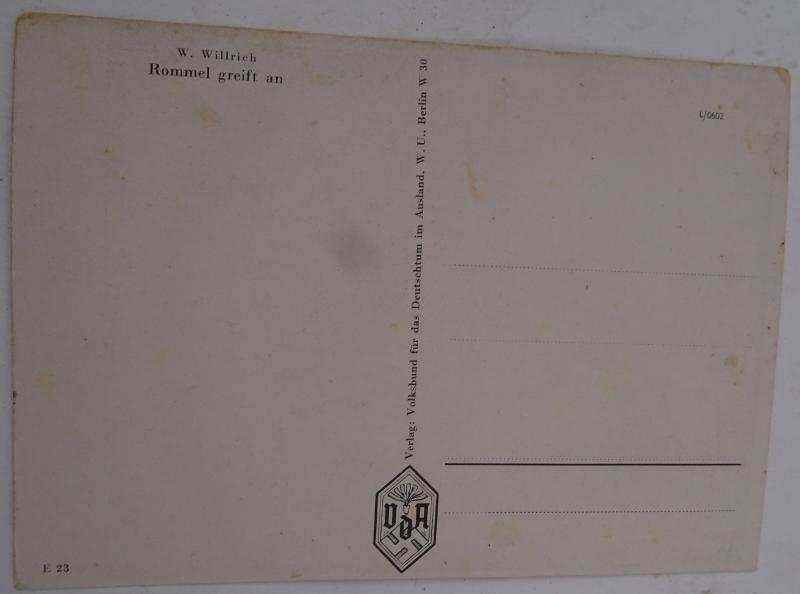 W. Willrich
Rommel greift an
Verlag: Volksbund für das Deutschtum im Ausland, W. U., Berlin W 30
L/0602
VDA
E 23